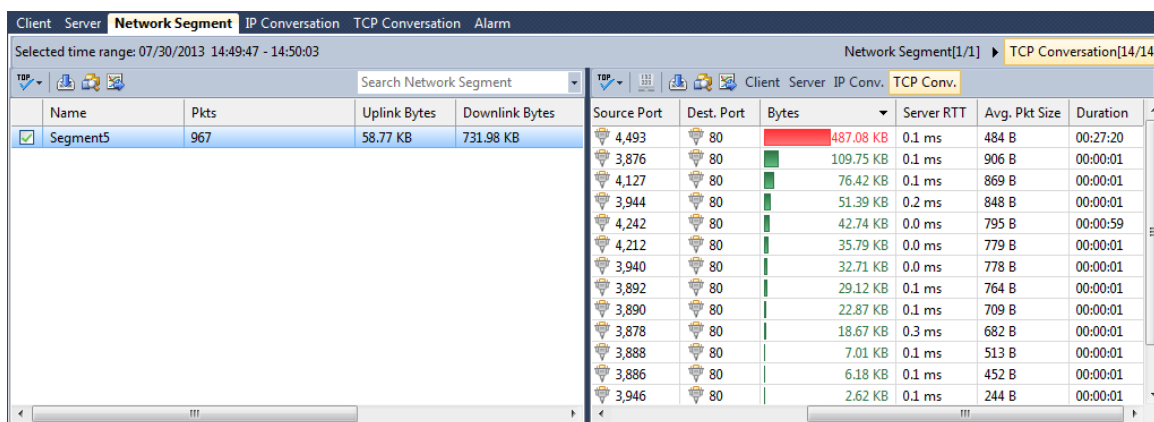 Client Server Network Segment IP Conversation TCP Conversation Alarm
Selected time range: 07/30/2013 14:49:47 - 14:50:03 Network Segment[1/1] TCP Conversation[14/14
TOP Search Network Segment TOP Client Server IP Conv. TCP Conv.
Name Pkts Uplink Bytes Downlink Bytes Source Port Dest. Port Bytes Server RTT Avg. Pkt Size Duration
Segment5 967 58.77 KB 731.98 KB 4,493 80 487.08 KB 0.1 ms 484 B 00:27:20
3,876 80 109.75 KB 0.1 ms 906 B 00:00:01
4,127 80 76.42 KB 0.1 ms 869 B 00:00:01
3,944 80 51.39 KB 0.2 ms 848 B 00:00:01
4,242 80 42.74 KB 0.0 ms 795 B 00:00:59
4,212 80 35.79 KB 0.0 ms 779 B 00:00:01
3,940 80 32.71 KB 0.0 ms 778 B 00:00:01
3,892 80 29.12 KB 0.1 ms 764 B 00:00:01
3,890 80 22.87 KB 0.1 ms 709 B 00:00:01
3,878 80 18.67 KB 0.3 ms 682 B 00:00:01
3,888 80 7.01 KB 0.1 ms 513 B 00:00:01
3,886 80 6.18 KB 0.1 ms 452 B 00:00:01
3,946 80 2.62 KB 0.1 ms 244 B 00:00:01